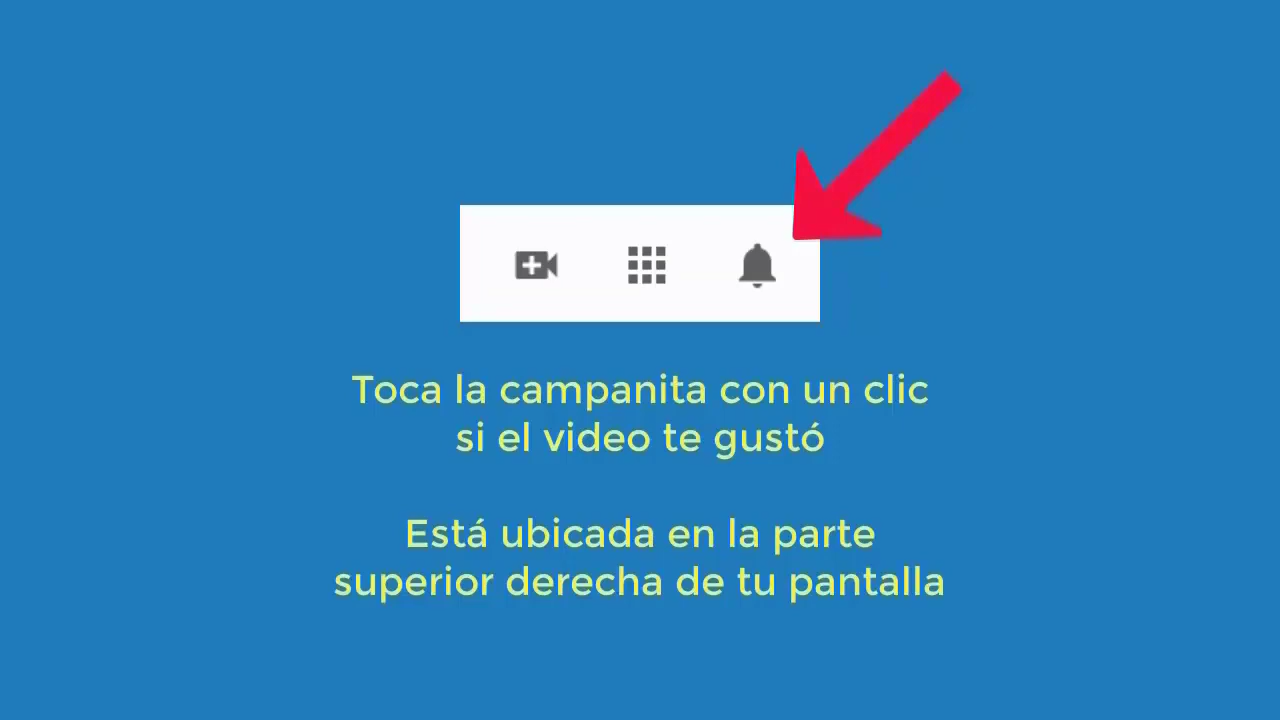 Toca la campanita con un clic
si el video te gustó
Está ubicada en la parte
superior derecha de tu pantalla